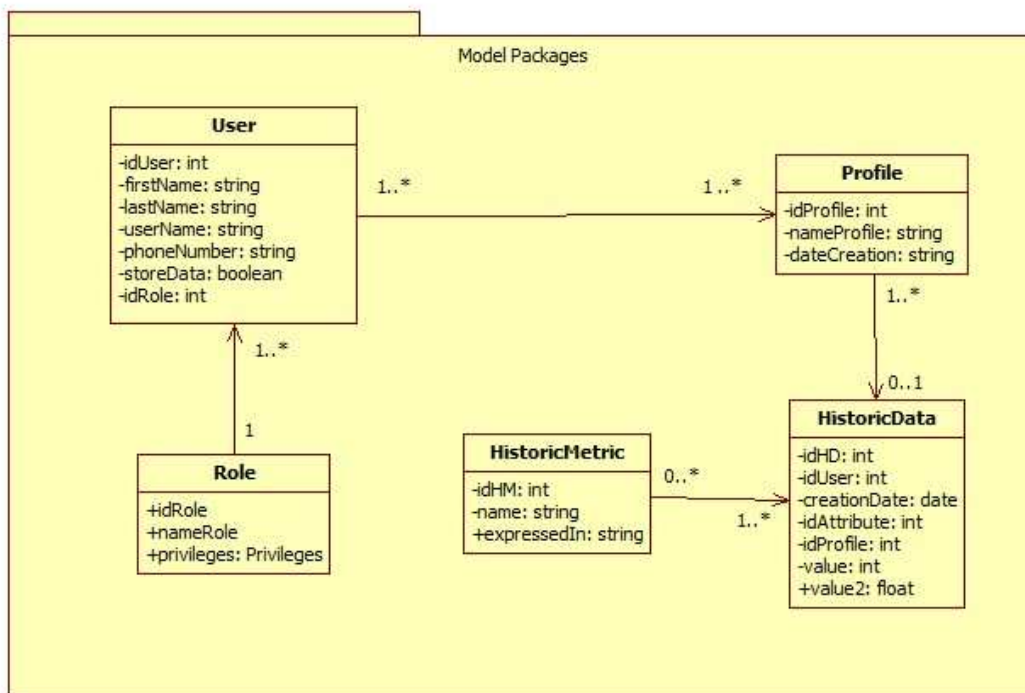 Model Packages
User
-idUser: int
-firstName: string
-lastName: string
-userName: string
-phoneNumber: string
-storeData: boolean
-idRole: int
1..*
1..*
Profile
-idProfile: int
-nameProfile: string
-dateCreation: string
1..*
0..1
1..*
1
Role
+idRole
+nameRole
+privileges: Privileges
HistoricMetric
-idHM: int
-name: string
+expressedIn: string
0..*
1..*
HistoricData
-idHD: int
-idUser: int
-creationDate: date
-idAttribute: int
-idProfile: int
-value: int
+value2: float